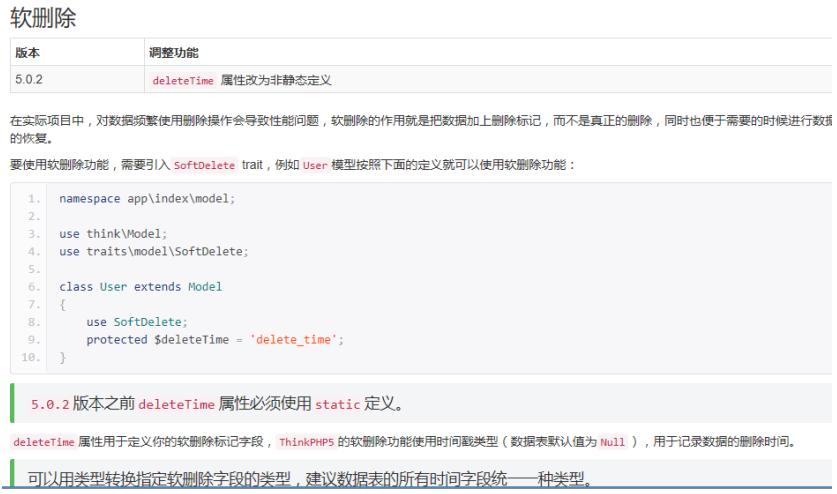 软删除
版本 调整功能
5.0.2 deleteTime 属性改为非静态定义
在实际项目中，对数据频繁使用删除操作会导致性能问题，软删除的作用就是把数据加上删除标记，而不是真正的删除，同时也便于需要的时候进行数据
的恢复。
要使用软删除功能，需要引入 SoftDelete trait，例如 User 模型按照下面的定义就可以使用软删除功能：
1. namespace app\index\model;
2.
3. use think\Model;
4. use traits\model\SoftDelete;
5.
6. class User extends Model
7. {
8. use SoftDelete;
9. protected $deleteTime = 'delete_time';
10. }
5.0.2 版本之前 deleteTime 属性必须使用 static 定义。
deleteTime 属性用于定义你的软删除标记字段， ThinkPHP5 的软删除功能使用时间戳类型（数据表默认值为 Null ），用于记录数据的删除时间。
可以用类型转换指定软删除字段的类型，建议数据表的所有时间字段统一一种类型。